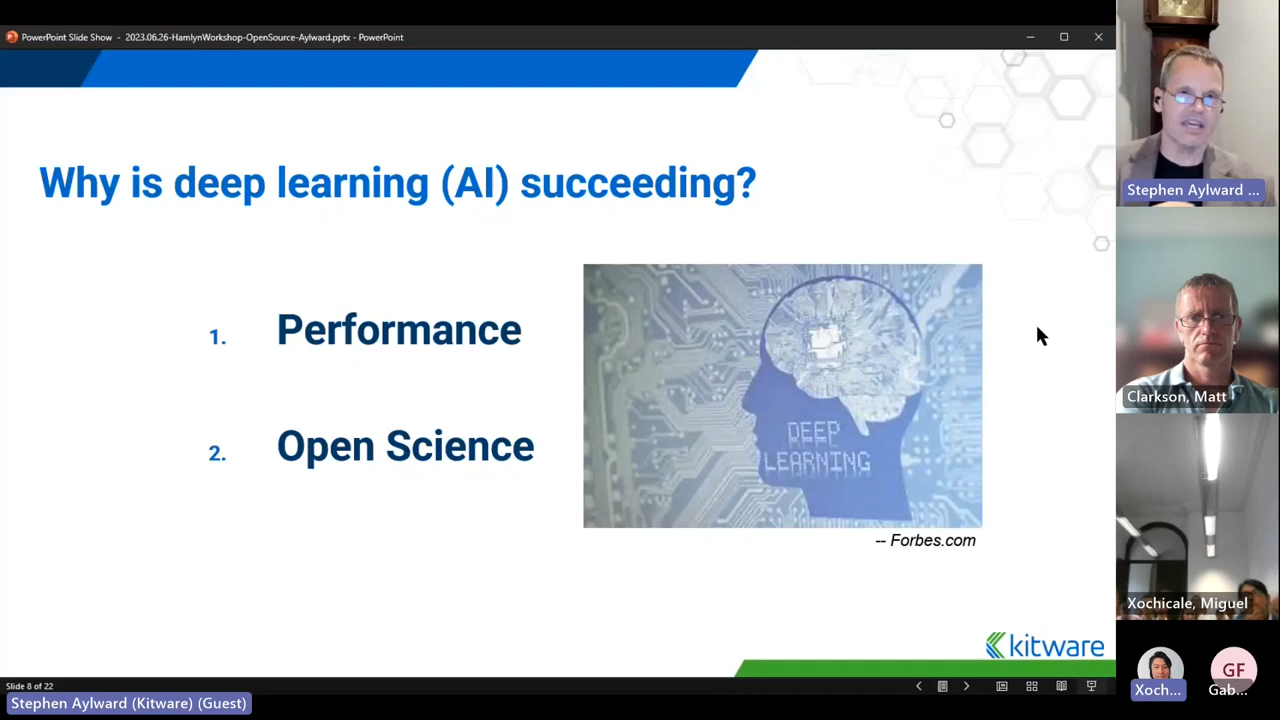 PowerPoint Slide Show - 2023.06.26-HamlynWorkshop-OpenSource-Aylward.pptx - PowerPoint
Why is deep learning (AI) succeeding?
1. Performance
2. Open Science
DEEP
LEARNING
-- Forbes.com
kitware
Slide 8 of 22
Stephen Aylward (Kitware) (Guest)
Stephen Aylward ...
Clarkson, Matt
Xochicale, Miguel
GF
Xoch...
Gab...